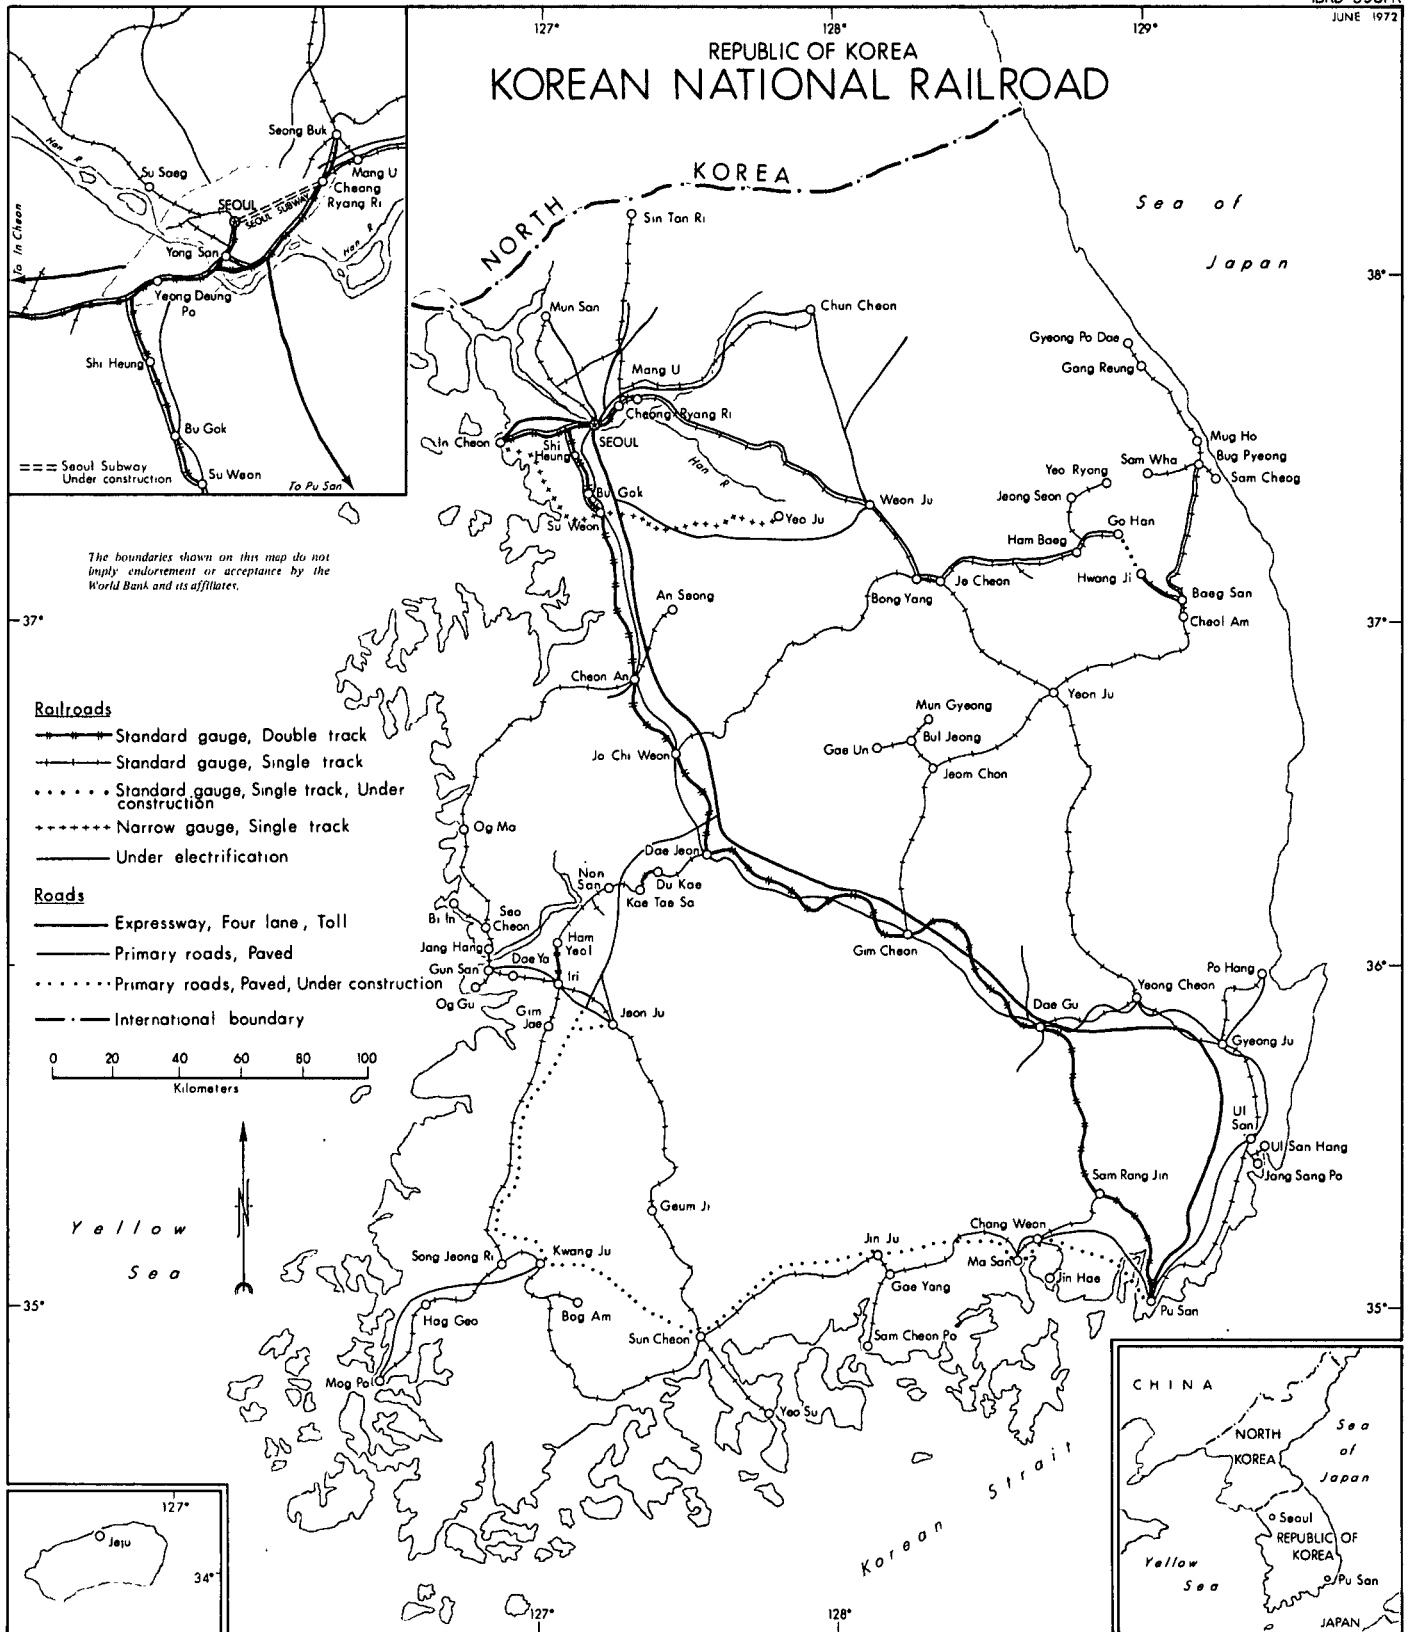 JUNE 1972
127°
128°
129°
REPUBLIC OF KOREA
KOREAN NATIONAL RAILROAD
NORTH KOREA
Sea of
Japan
38°
Seong Buk
Han R
Su Saeg
Mang U
Cheang
Ryang Ri
SEOUL
SEOUL SUBWAY
Han R
To In Cheon
Yong San
Yeong Deung
Po
Shi Heung
Bu Gok
Su Weon
=== Seoul Subway
Under construction
To Pu San
Sin Tan Ri
Mun San
Chun Cheon
Gyeong Po Dae
Gang Reung
Mang U
Cheong Ryang Ri
In Cheon
Shi
Heung
SEOUL
Han R
Mug Ho
Bug Pyeong
Sam Wha
Sam Cheog
Yeo Ryang
Jeong Seon
Bu Gok
Weon Ju
Su Weon
Yeo Ju
Go Han
Ham Baeg
Hwang Ji
Je Cheon
Bong Yang
Baeg San
Cheol Am
The boundaries shown on this map do not
imply endorsement or acceptance by the
World Bank and its affiliates.
An Seong
37°
37°
Cheon An
Yeon Ju
Mun Gyeong
Bul Jeong
Gae Un
Jeom Chon
Jo Chi Weon
Railroads
Standard gauge, Double track
Standard gauge, Single track
Standard gauge, Single track, Under
construction
Narrow gauge, Single track
Under electrification
Roads
Expressway, Four lane, Toll
Primary roads, Paved
Primary roads, Paved, Under construction
International boundary
0 20 40 60 80 100
Kilometers
Og Ma
Dae Jeon
Non
San
Du Kae
Kae Tae Sa
Bi In
Seo
Cheon
Jang Hang
Ham
Yeol
Dae Ya
Gun San
Iri
Og Gu
Gim
Jae
Jeon Ju
Gim Cheon
36°
Po Hang
Yeong Cheon
Dae Gu
Gyeong Ju
Ul
San
Ul San Hang
Jang Sang Po
Sam Rang Jin
Yellow
Sea
Geum Ji
Chang Weon
Song Jeong Ri
Kwang Ju
Jin Ju
Ma San
Gae Yang
Jin Hae
35°
35°
Hag Geo
Bog Am
Pu San
Sun Cheon
Sam Cheon Po
Mog Po
Yeo Su
Korean Strait
127°
Jeju
34°
127°
128°
CHINA
NORTH
KOREA
Sea
of
Japan
Seoul
REPUBLIC OF
KOREA
Yellow
Sea
Pu San
JAPAN